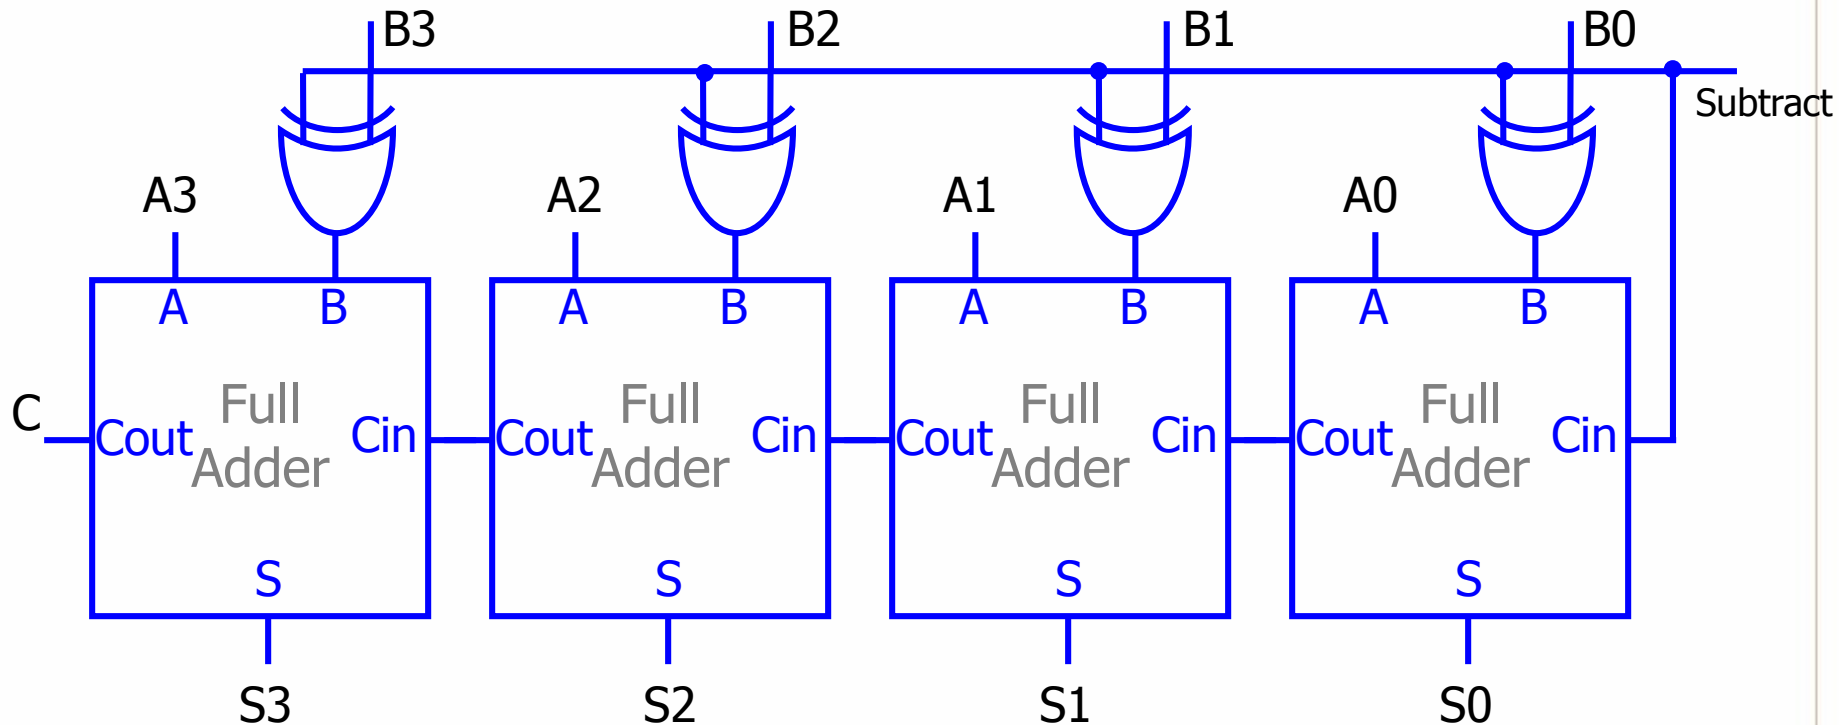 B3 B2 B1 B0
Subtract
A3 A2 A1 A0
A B A B A B A B
C
Full Full Full Full
Cout Cin Cout Cin Cout Cin Cout Cin
Adder Adder Adder Adder
S S S S
S3 S2 S1 S0